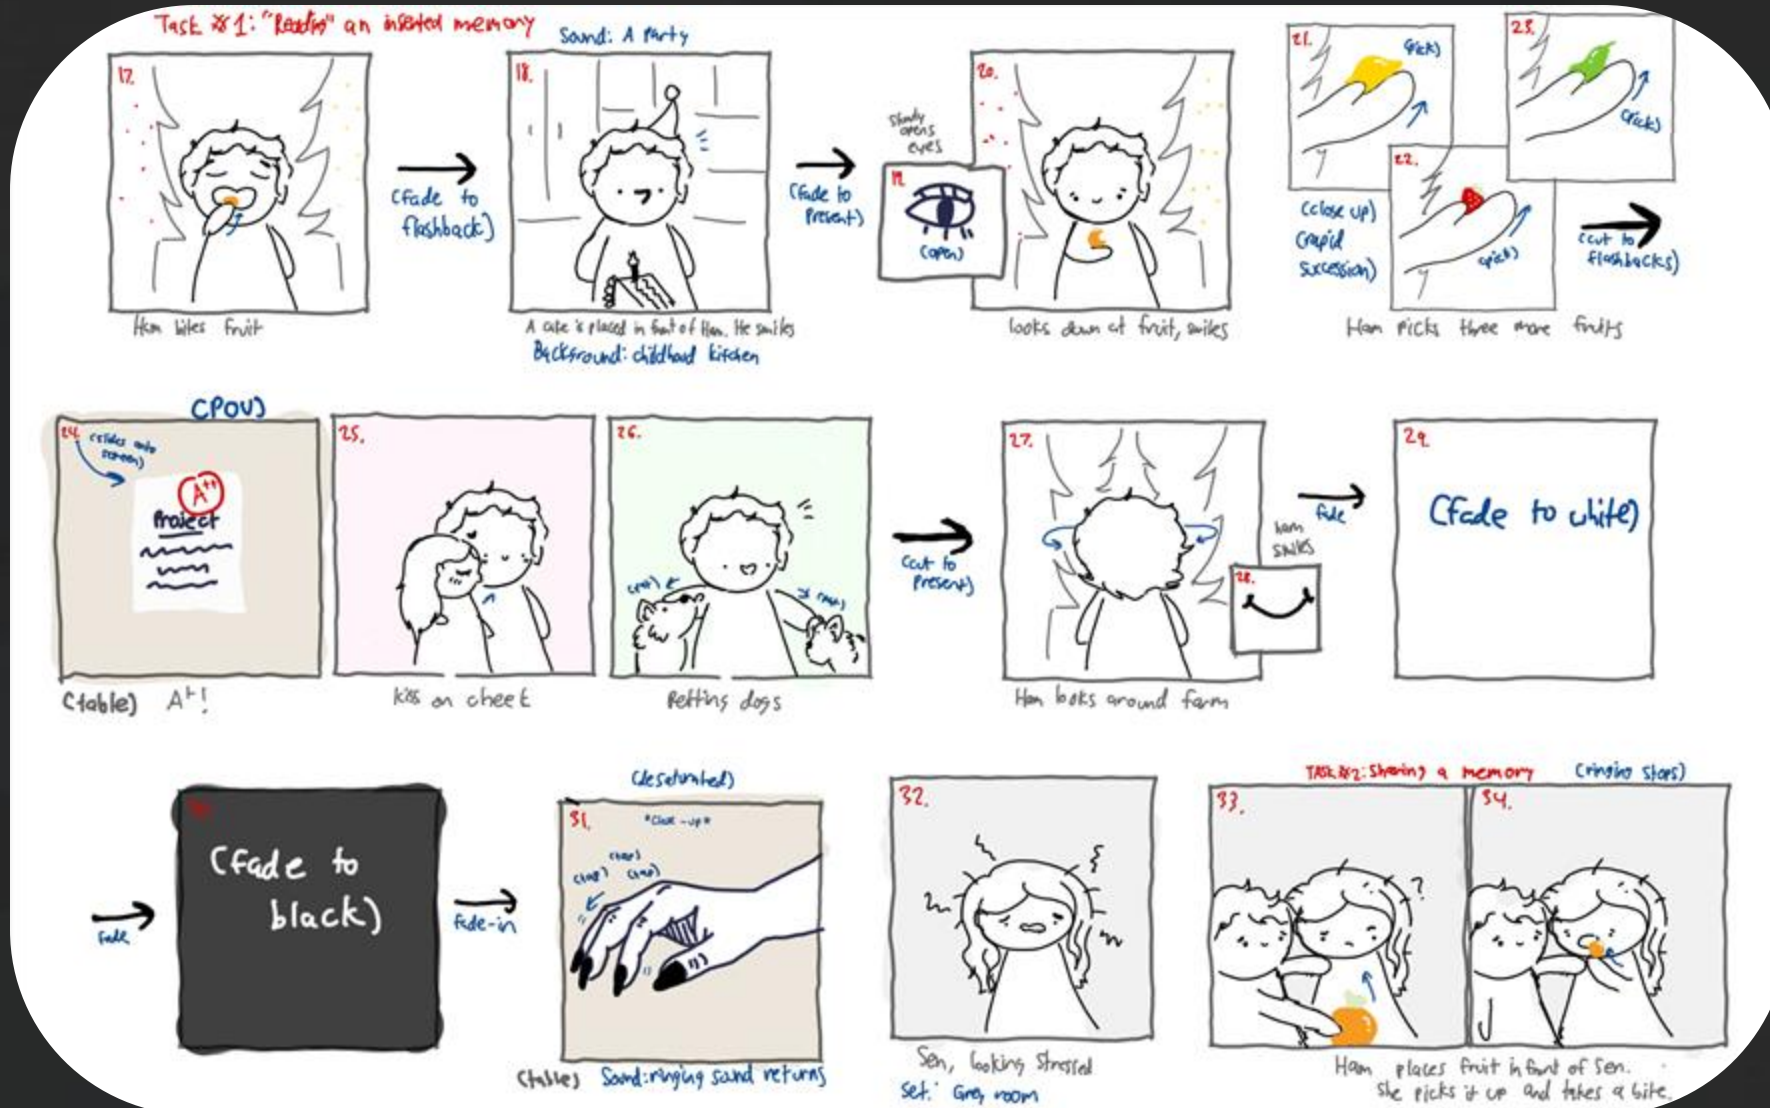 Task #1: "Reading" an inserted memory
17.
Ham bites fruit
(Fade to
flashback)
Sound: A Party
18.
A cake is placed in front of Ham. He smiles
Background: childhood kitchen
(Fade to
Present)
Slowly
opens
eyes
19.
(open)
20.
looks down at fruit, smiles
21.
(pick)
22.
(pick)
23.
(pick)
(close up)
(rapid
succession)
Ham picks three more fruits
(cut to
flashbacks)
(POV)
24.
(slides onto
screen)
A++
Project
(table) A+!
25.
kiss on cheek
26.
(pat)
(pat)
Petting dogs
(cut to
Present)
27.
Ham looks around farm
ham
smiles
28.
fade
29.
(fade to white)
fade
(fade to
black)
fade-in
(desaturated)
31.
*Close-up*
(tap)
(tap) (tap)
(table) Sound: ringing sound returns
32.
Sen, looking stressed
Set: Grey room
TASK #2: Sharing a memory
(ringing stops)
33.
?
34.
Ham places fruit in front of Sen.
She picks it up and takes a bite.